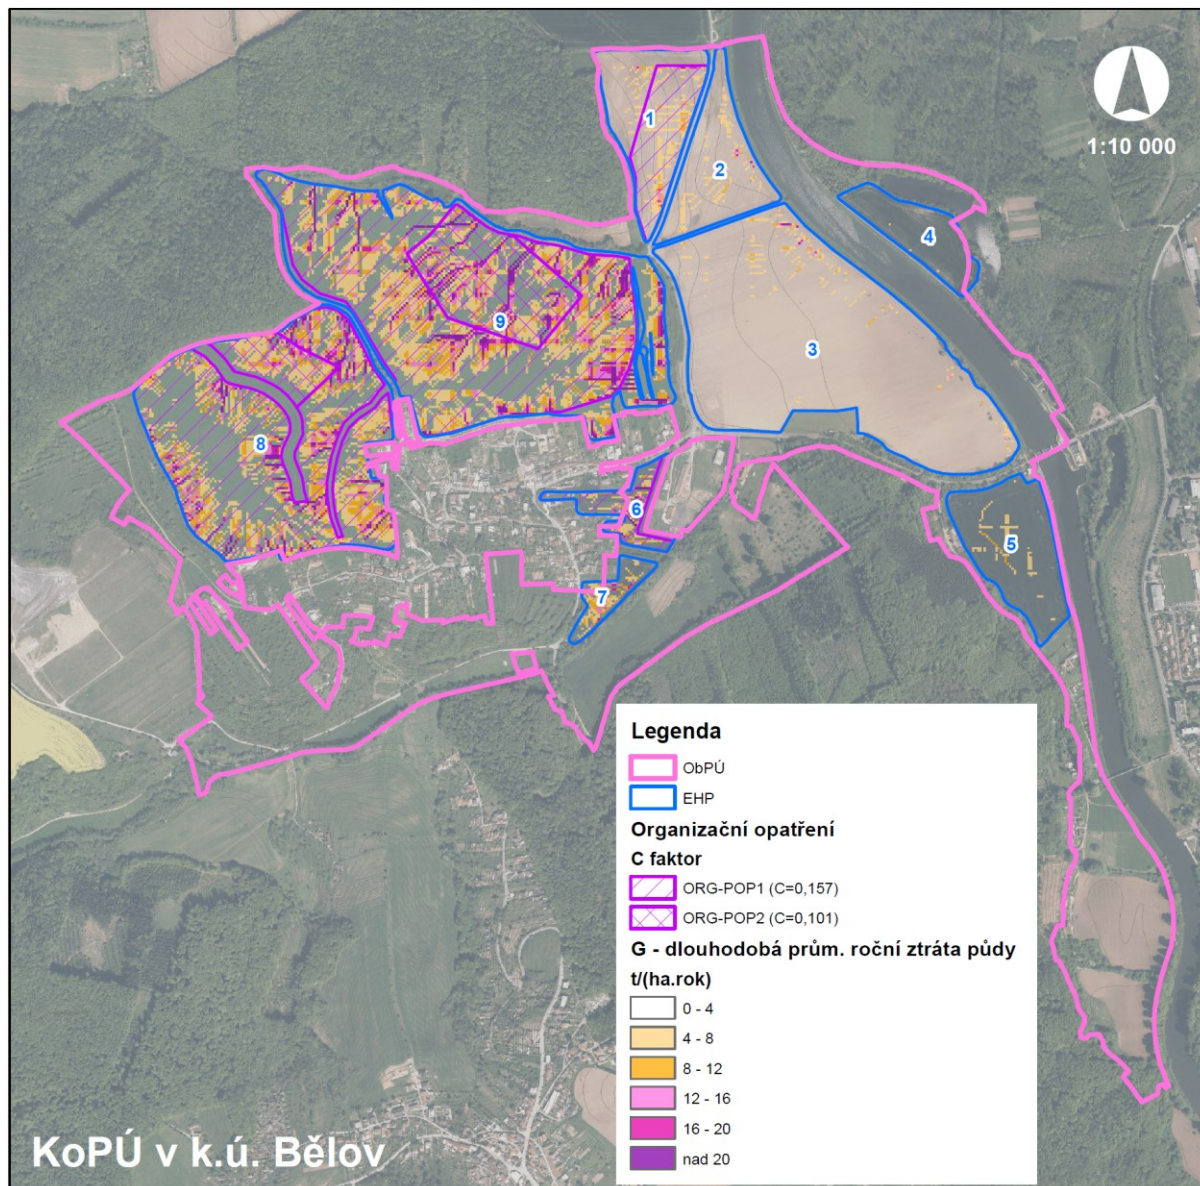 1:10 000
1
2
3
4
5
6
7
8
9
Legenda
ObPÚ
EHP
Organizační opatření
C faktor
ORG-POP1 (C=0,157)
ORG-POP2 (C=0,101)
G - dlouhodobá prům. roční ztráta půdy
t/(ha.rok)
0 - 4
4 - 8
8 - 12
12 - 16
16 - 20
nad 20
KoPÚ v k.ú. Bělov